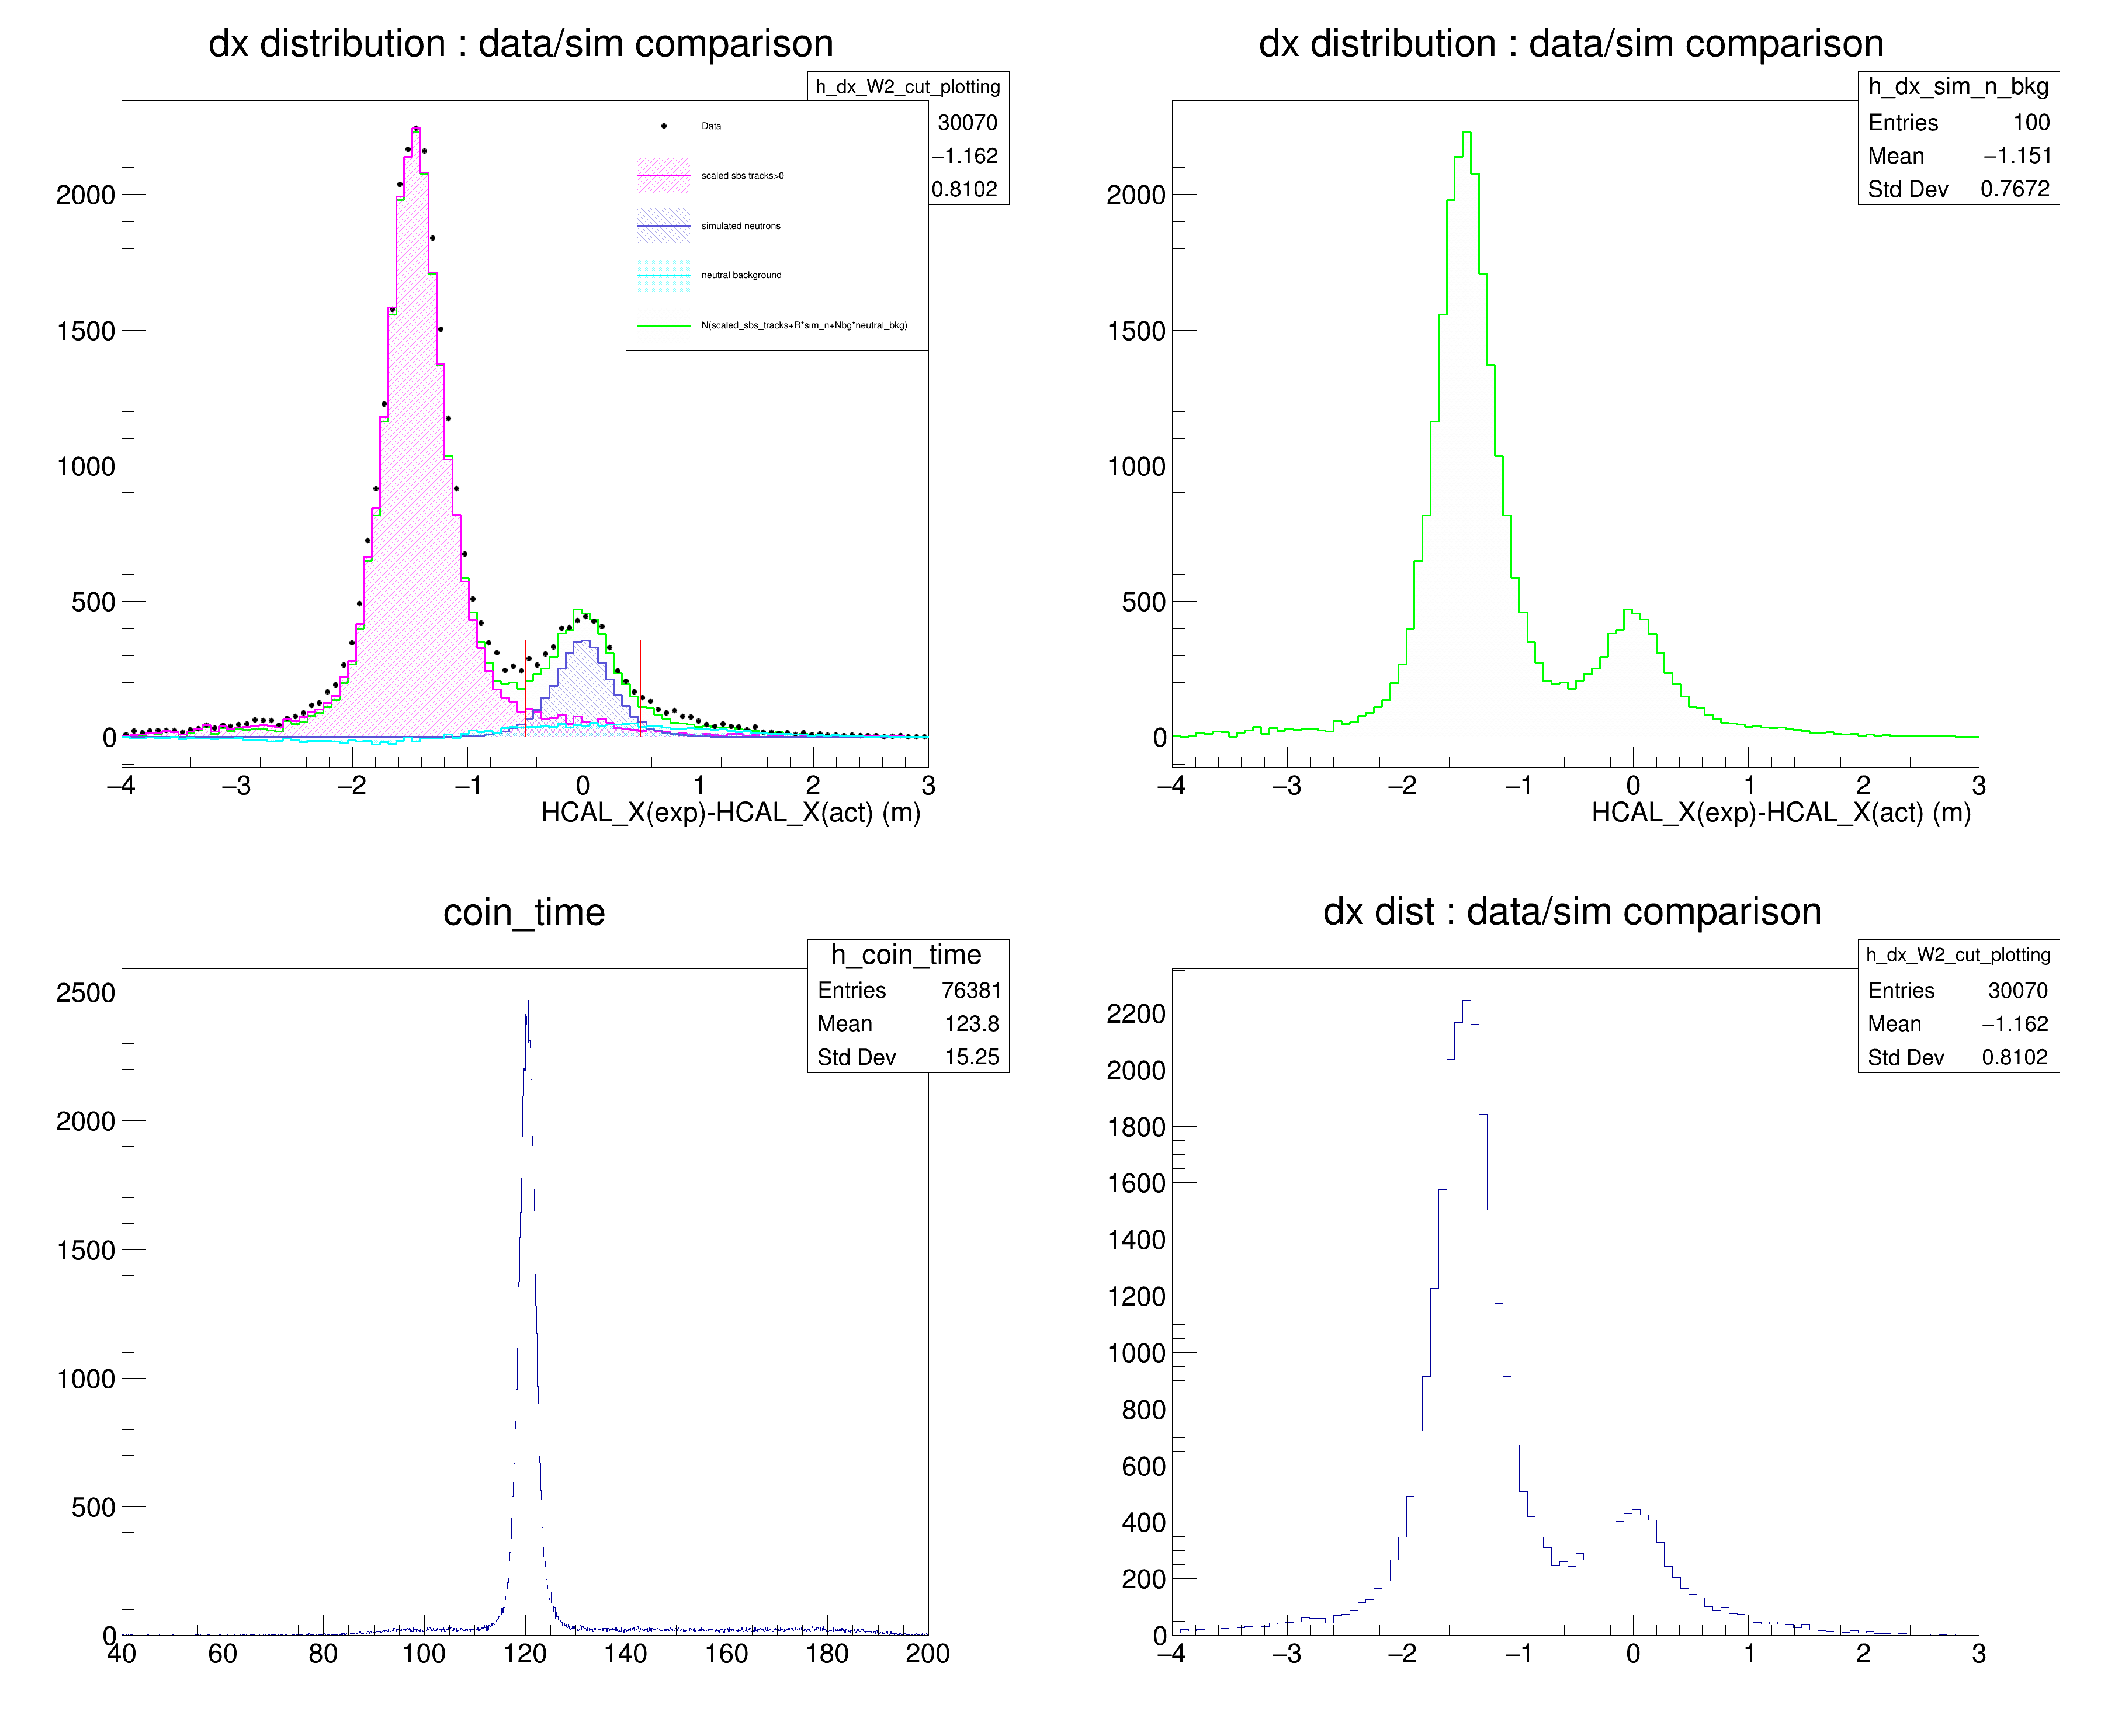 dx distribution : data/sim comparison
h_dx_W2_cut_plotting
30070
−1.162
0.8102
Data
scaled sbs tracks>0
simulated neutrons
neutral background
N(scaled_sbs_tracks+R*sim_n+Nbg*neutral_bkg)
2000
1500
1000
500
0
−4 −3 −2 −1 0 1 2 3
HCAL_X(exp)-HCAL_X(act) (m)
dx distribution : data/sim comparison
h_dx_sim_n_bkg
Entries 100
Mean −1.151
Std Dev 0.7672
2000
1500
1000
500
0
−4 −3 −2 −1 0 1 2 3
HCAL_X(exp)-HCAL_X(act) (m)
coin_time
h_coin_time
Entries 76381
Mean 123.8
Std Dev 15.25
2500
2000
1500
1000
500
0
40 60 80 100 120 140 160 180 200
dx dist : data/sim comparison
h_dx_W2_cut_plotting
Entries 30070
Mean −1.162
Std Dev 0.8102
2200
2000
1800
1600
1400
1200
1000
800
600
400
200
0
−4 −3 −2 −1 0 1 2 3